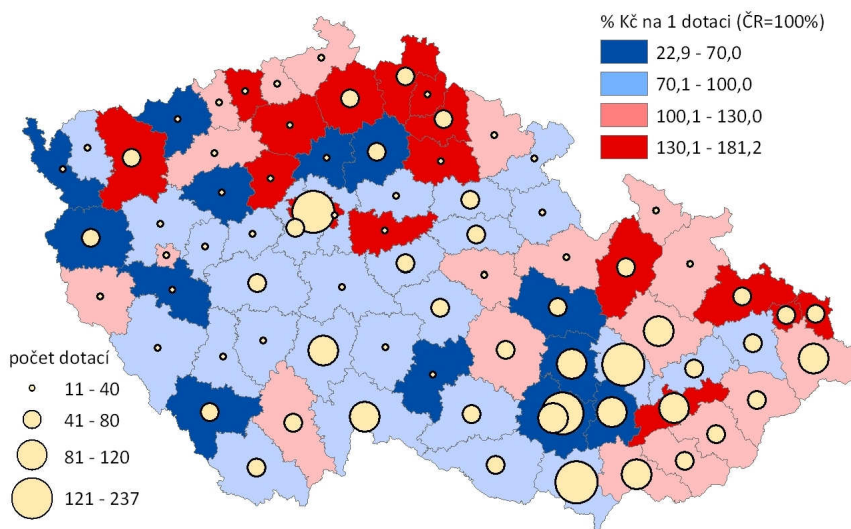 % Kč na 1 dotaci (ČR=100%)
22,9 - 70,0
70,1 - 100,0
100,1 - 130,0
130,1 - 181,2
počet dotací
11 - 40
41 - 80
81 - 120
121 - 237